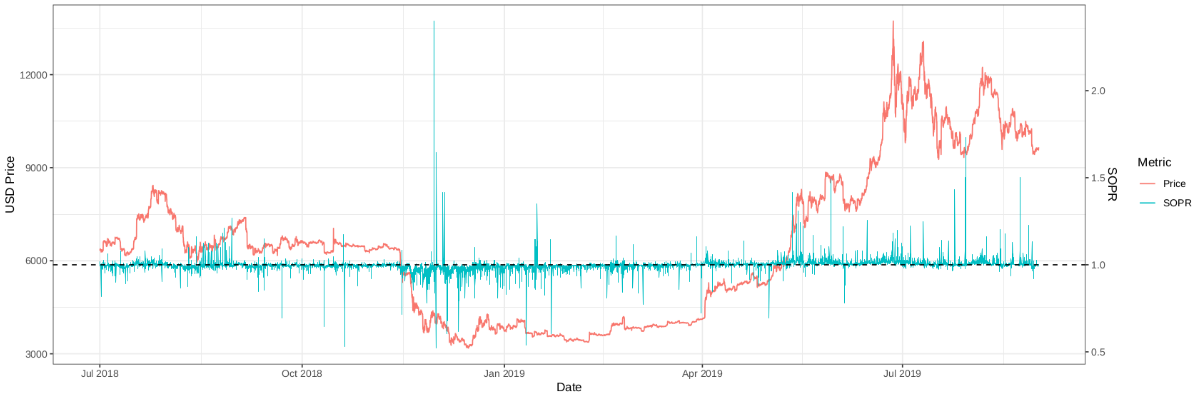 USD Price
12000
9000
6000
3000
2.0
1.5
1.0
0.5
SOPR
Jul 2018
Oct 2018
Jan 2019
Apr 2019
Jul 2019
Date
Metric
Price
SOPR